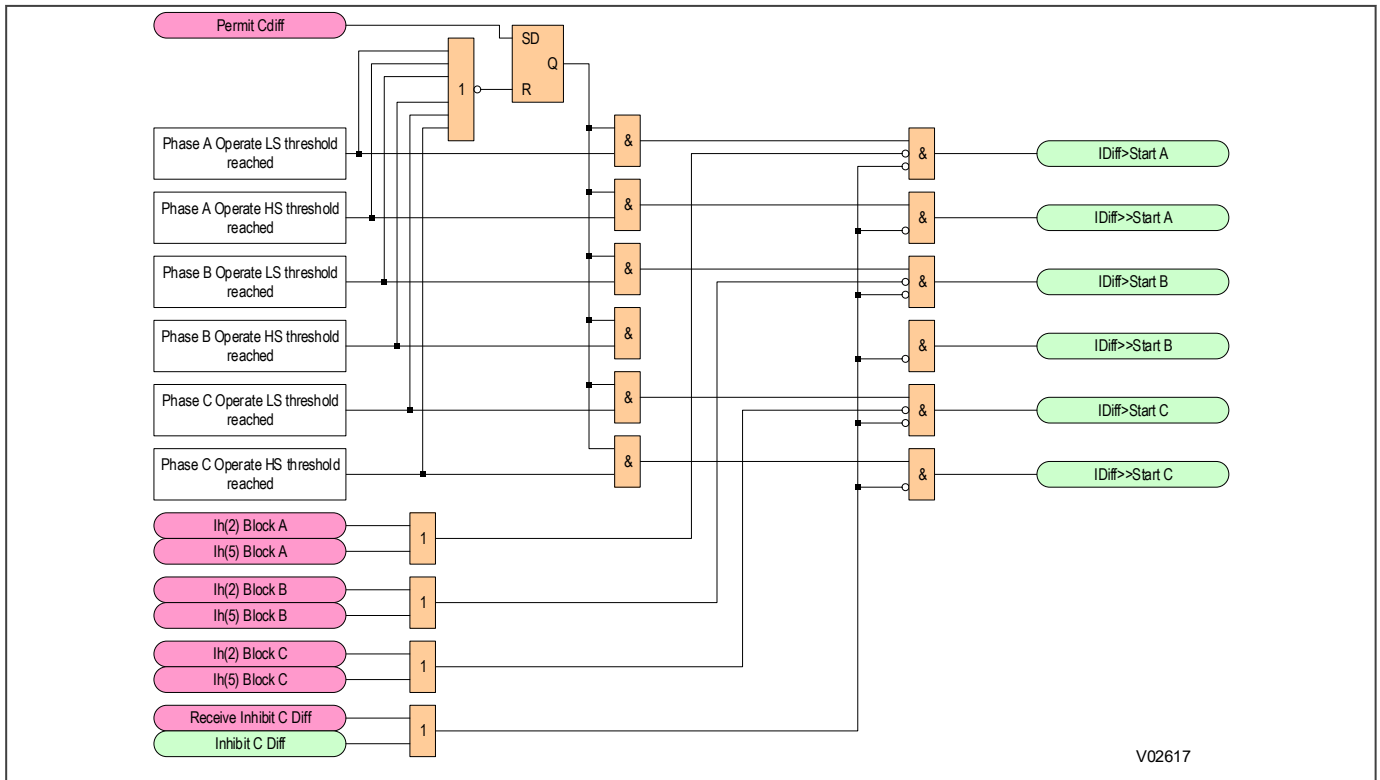 Permit Cdiff
SD
Q
R
1
Phase A Operate LS threshold
reached
&
&
IDiff>Start A
Phase A Operate HS threshold
reached
&
&
IDiff>>Start A
Phase B Operate LS threshold
reached
&
&
IDiff>Start B
Phase B Operate HS threshold
reached
&
&
IDiff>>Start B
Phase C Operate LS threshold
reached
&
&
IDiff>Start C
Phase C Operate HS threshold
reached
&
&
IDiff>>Start C
Ih(2) Block A
Ih(5) Block A
1
Ih(2) Block B
Ih(5) Block B
1
Ih(2) Block C
Ih(5) Block C
1
Receive Inhibit C Diff
Inhibit C Diff
1
V02617